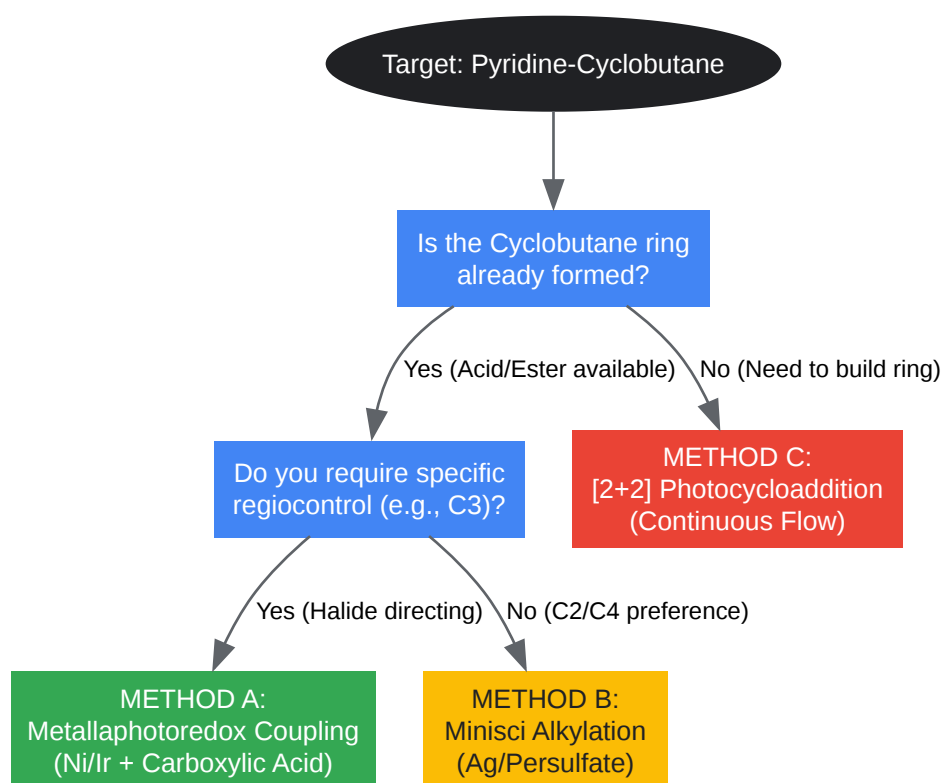 Target: Pyridine-Cyclobutane
Is the Cyclobutane ring
already formed?
Yes (Acid/Ester available)
No (Need to build ring)
Do you require specific
regiocontrol (e.g., C3)?
METHOD C:
[2+2] Photocycloaddition
(Continuous Flow)
Yes (Halide directing)
No (C2/C4 preference)
METHOD A:
Metallaphotoredox Coupling
(Ni/Ir + Carboxylic Acid)
METHOD B:
Minisci Alkylation
(Ag/Persulfate)